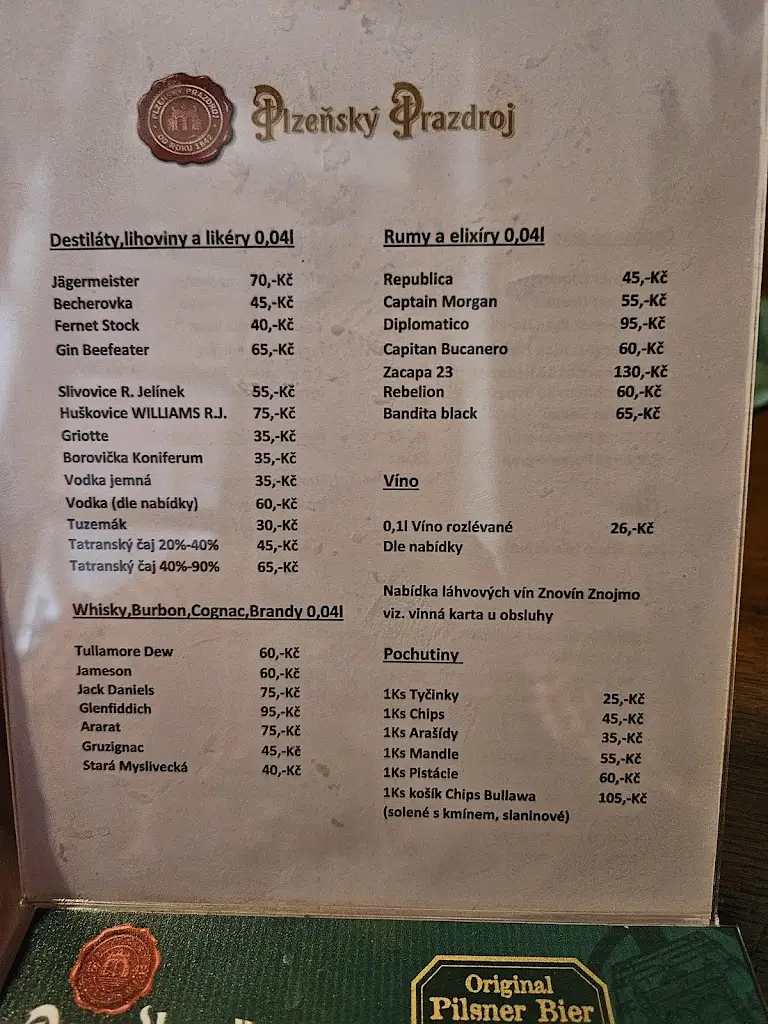 PLZEŇSKÝ PRAZDROJ
OD ROKU 1842
Plzeňský Prazdroj
Destiláty,lihoviny a likéry 0,04l
Jägermeister 70,-Kč
Becherovka 45,-Kč
Fernet Stock 40,-Kč
Gin Beefeater 65,-Kč
Slivovice R. Jelínek 55,-Kč
Huškovice WILLIAMS R.J. 75,-Kč
Griotte 35,-Kč
Borovička Koniferum 35,-Kč
Vodka jemná 35,-Kč
Vodka (dle nabídky) 60,-Kč
Tuzemák 30,-Kč
Tatranský čaj 20%-40% 45,-Kč
Tatranský čaj 40%-90% 65,-Kč
Whisky,Burbon,Cognac,Brandy 0,04l
Tullamore Dew 60,-Kč
Jameson 60,-Kč
Jack Daniels 75,-Kč
Glenfiddich 95,-Kč
Ararat 75,-Kč
Gruzignac 45,-Kč
Stará Myslivecká 40,-Kč
Rumy a elixíry 0,04l
Republica 45,-Kč
Captain Morgan 55,-Kč
Diplomatico 95,-Kč
Capitan Bucanero 60,-Kč
Zacapa 23 130,-Kč
Rebelion 60,-Kč
Bandita black 65,-Kč
Víno
0,1l Víno rozlévané 26,-Kč
Dle nabídky
Nabídka láhvových vín Znovín Znojmo
viz. vinná karta u obsluhy
Pochutiny
1Ks Tyčinky 25,-Kč
1Ks Chips 45,-Kč
1Ks Arašídy 35,-Kč
1Ks Mandle 55,-Kč
1Ks Pistácie 60,-Kč
1Ks košík Chips Bullawa 105,-Kč
(solené s kmínem, slaninové)
Original
Pilsner Bier